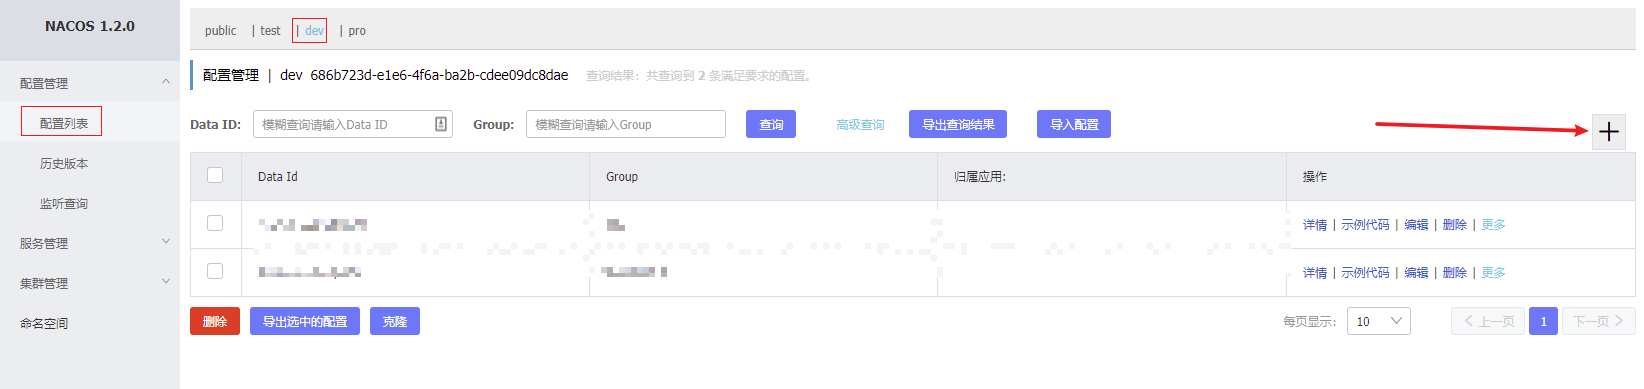 NACOS 1.2.0
配置管理
配置列表
历史版本
监听查询
服务管理
集群管理
命名空间
public | test | dev | pro
配置管理 | dev 686b723d-e1e6-4f6a-ba2b-cdee09dc8dae 查询结果：共查询到 2 条满足要求的配置。
Data ID: 模糊查询请输入Data ID Group: 模糊查询请输入Group 查询 高级查询 导出查询结果 导入配置
Data Id Group 归属应用: 操作
详情 | 示例代码 | 编辑 | 删除 | 更多
详情 | 示例代码 | 编辑 | 删除 | 更多
删除 导出选中的配置 克隆 每页显示: 10 上一页 1 下一页